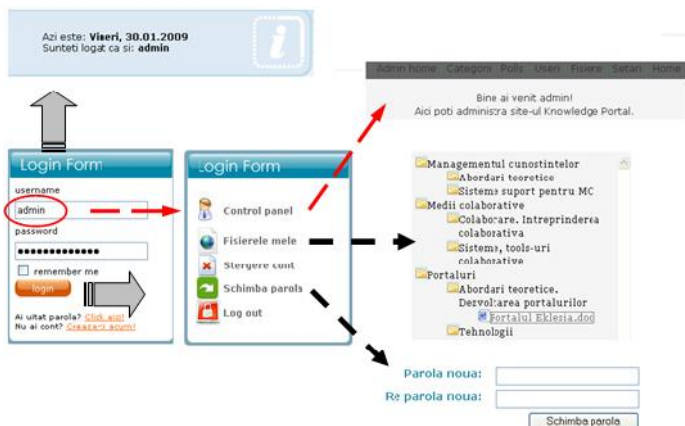 Azi este: Vineri, 30.01.2009
Sunteti logat ca si: admin
Admin home Categorii Polis Useri Fisiere Setari Home
Bine ai venit admin!
Aici poti administra site-ul Knowledge Portal.
Login Form
username
admin
password
remember me
login
Ai uitat parola? Click aici!
Nu ai cont? Creaza-ti acum!
Login Form
Control panel
Fisierele mele
Stergere cont
Schimba parola
Log out
Managementul cunostintelor
Abordari teoretice
Sisteme suport pentru MC
Medii colaborative
Colaborare. Intreprinderea
colaborativa
Sisteme, tools-uri
colaborative
Portaluri
Abordari teoretice.
Dezvoltarea portalurilor
Portalul Eklesia.doc
Tehnologii
Parola noua:
Re parola noua:
Schimba parola